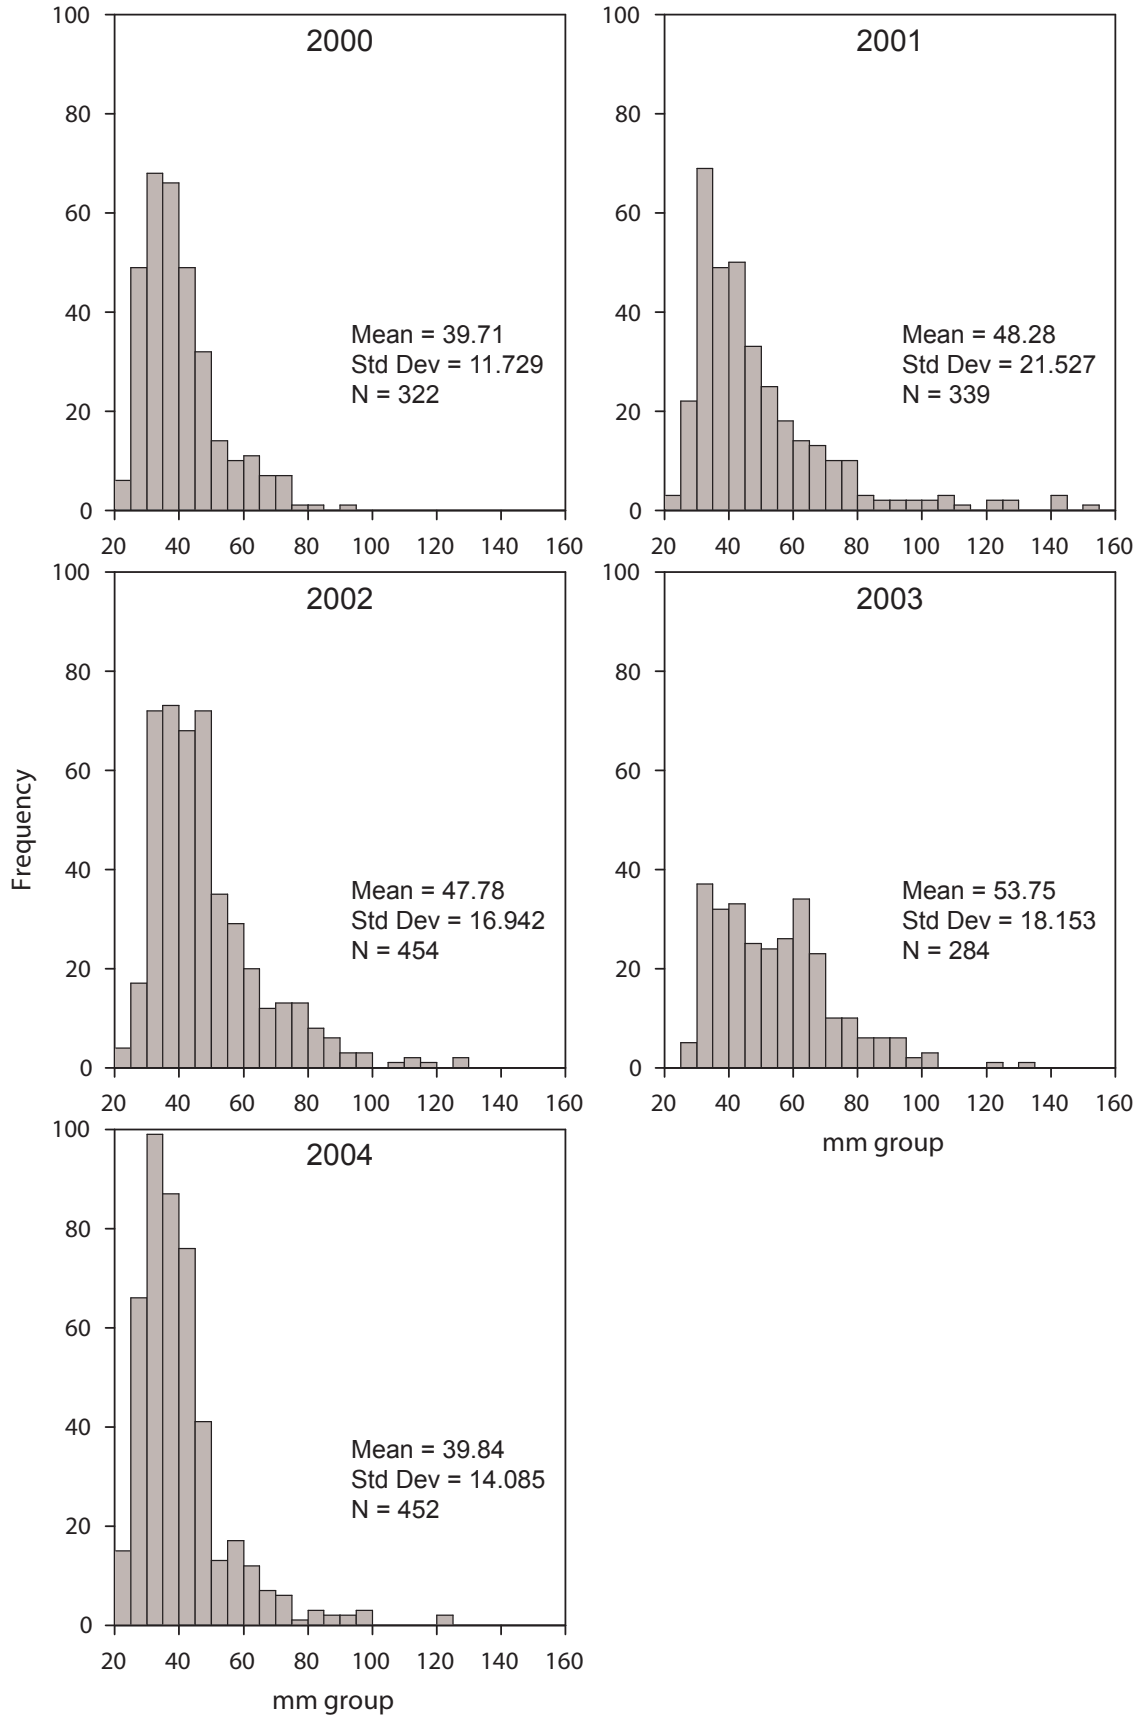 2000
100
80
60
40
20
0
20 40 60 80 100 120 140 160
Mean = 39.71
Std Dev = 11.729
N = 322
2001
100
80
60
40
20
0
20 40 60 80 100 120 140 160
Mean = 48.28
Std Dev = 21.527
N = 339
Frequency
2002
100
80
60
40
20
0
20 40 60 80 100 120 140 160
Mean = 47.78
Std Dev = 16.942
N = 454
2003
100
80
60
40
20
0
20 40 60 80 100 120 140 160
mm group
Mean = 53.75
Std Dev = 18.153
N = 284
2004
100
80
60
40
20
0
20 40 60 80 100 120 140 160
mm group
Mean = 39.84
Std Dev = 14.085
N = 452